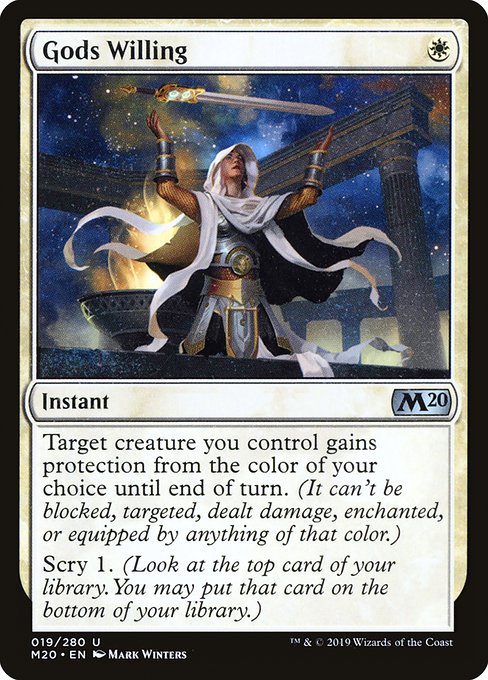 Gods Willing
Instant
M20
Target creature you control gains
protection from the color of your
choice until end of turn. (It can't be
blocked, targeted, dealt damage, enchanted,
or equipped by anything of that color.)
Scry 1. (Look at the top card of your
library. You may put that card on the
bottom of your library.)
019/280 U
M20 • EN Mark Winters
™ & © 2019 Wizards of the Coast